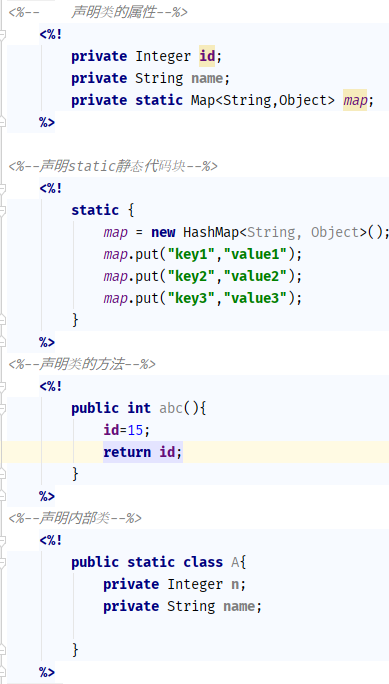 <%--    声明类的属性--%>
    <%!
        private Integer id;
        private String name;
        private static Map<String,Object> map;
    %>
<%--声明static静态代码块--%>
    <%!
        static {
            map = new HashMap<String, Object>();
            map.put("key1","value1");
            map.put("key2","value2");
            map.put("key3","value3");
        }
    %>
<%--声明类的方法--%>
    <%!
        public int abc(){
            id=15;
            return id;
        }
    %>
<%--声明内部类--%>
    <%!
        public static class A{
            private Integer n;
            private String name;
        }
    %>